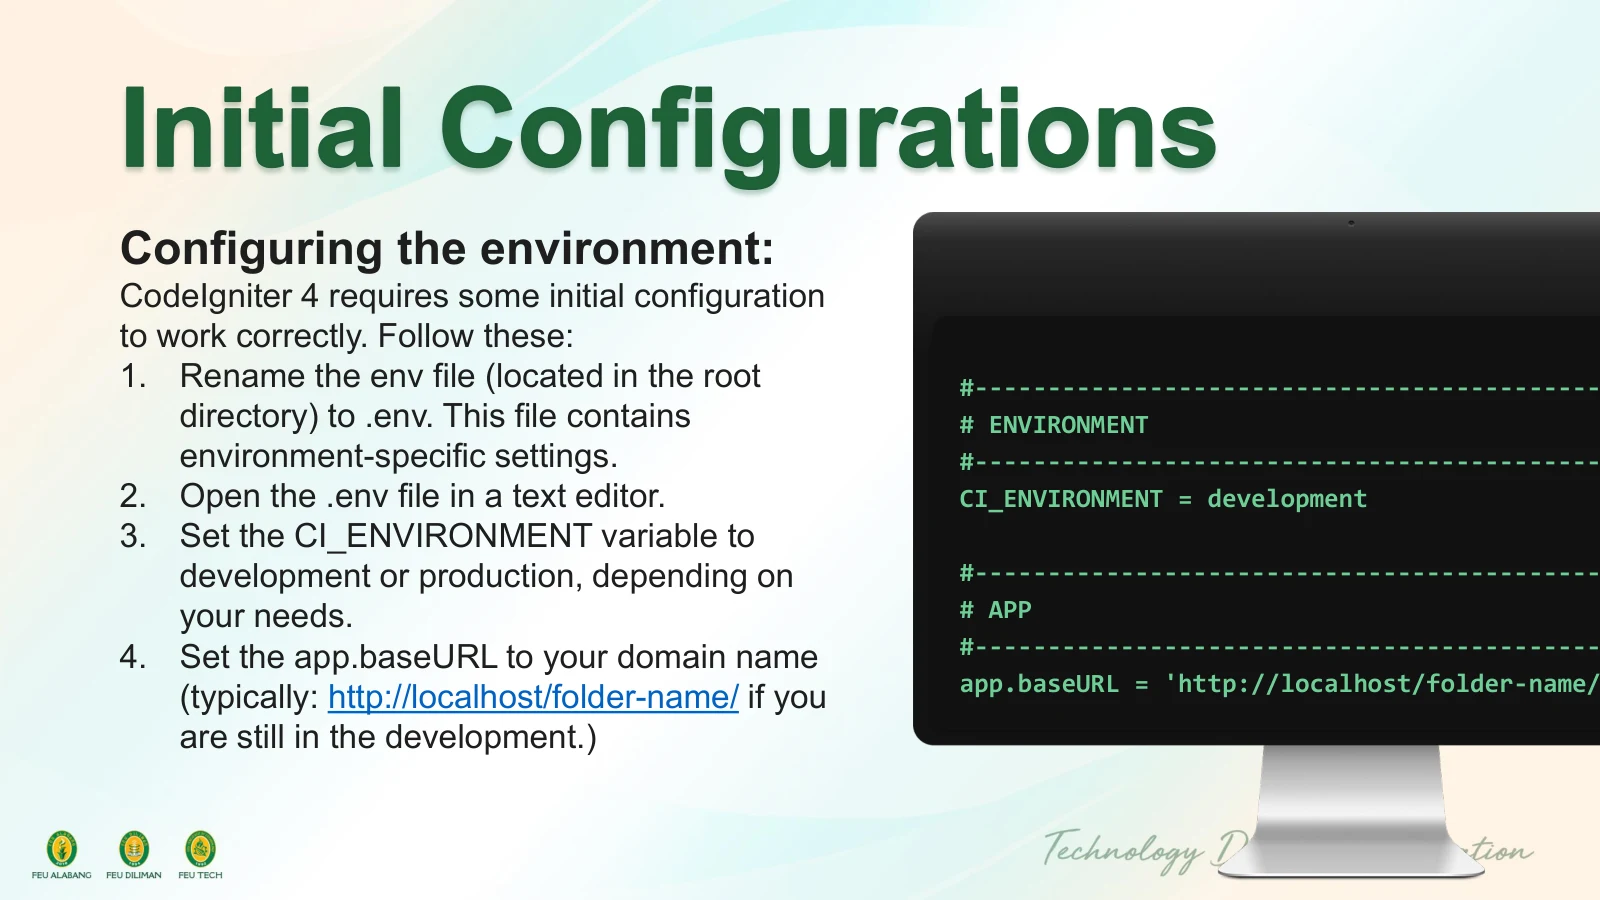 Initial Configurations
Configuring the environment:
CodeIgniter 4 requires some initial configuration
to work correctly. Follow these:
1. Rename the env file (located in the root
directory) to .env. This file contains
environment-specific settings.
2. Open the .env file in a text editor.
3. Set the CI_ENVIRONMENT variable to
development or production, depending on
your needs.
4. Set the app.baseURL to your domain name
(typically: http://localhost/folder-name/ if you
are still in the development.)
#-------------------------------------------
# ENVIRONMENT
#-------------------------------------------
CI_ENVIRONMENT = development
#-------------------------------------------
# APP
#-------------------------------------------
app.baseURL = 'http://localhost/folder-name/
FEU ALABANG
FEU DILIMAN
FEU TECH
Technology